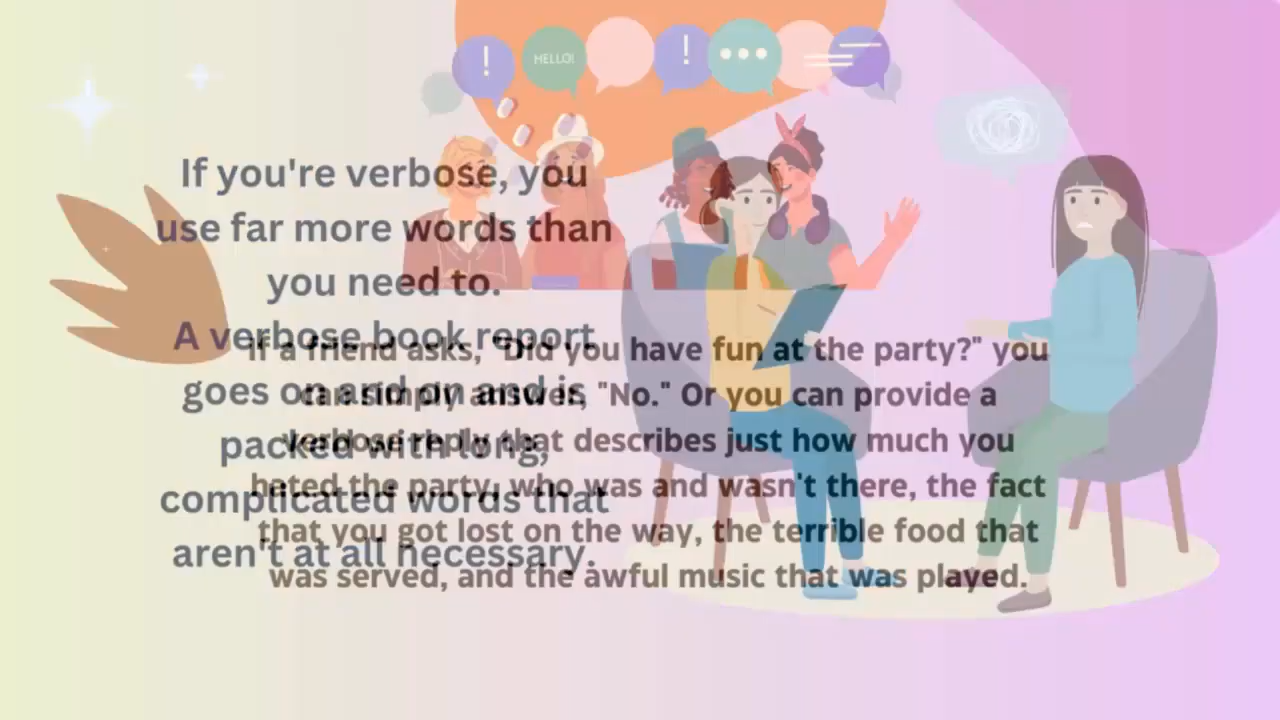 HELLO!
If you're verbose, you
use far more words than
you need to.
A verbose book report
goes on and on and is
packed with long,
complicated words that
aren't at all necessary.
If a friend asks, "Did you have fun at the party?" you
can simply answer, "No." Or you can provide a
verbose reply that describes just how much you
hated the party, who was and wasn't there, the fact
that you got lost on the way, the terrible food that
was served, and the awful music that was played.